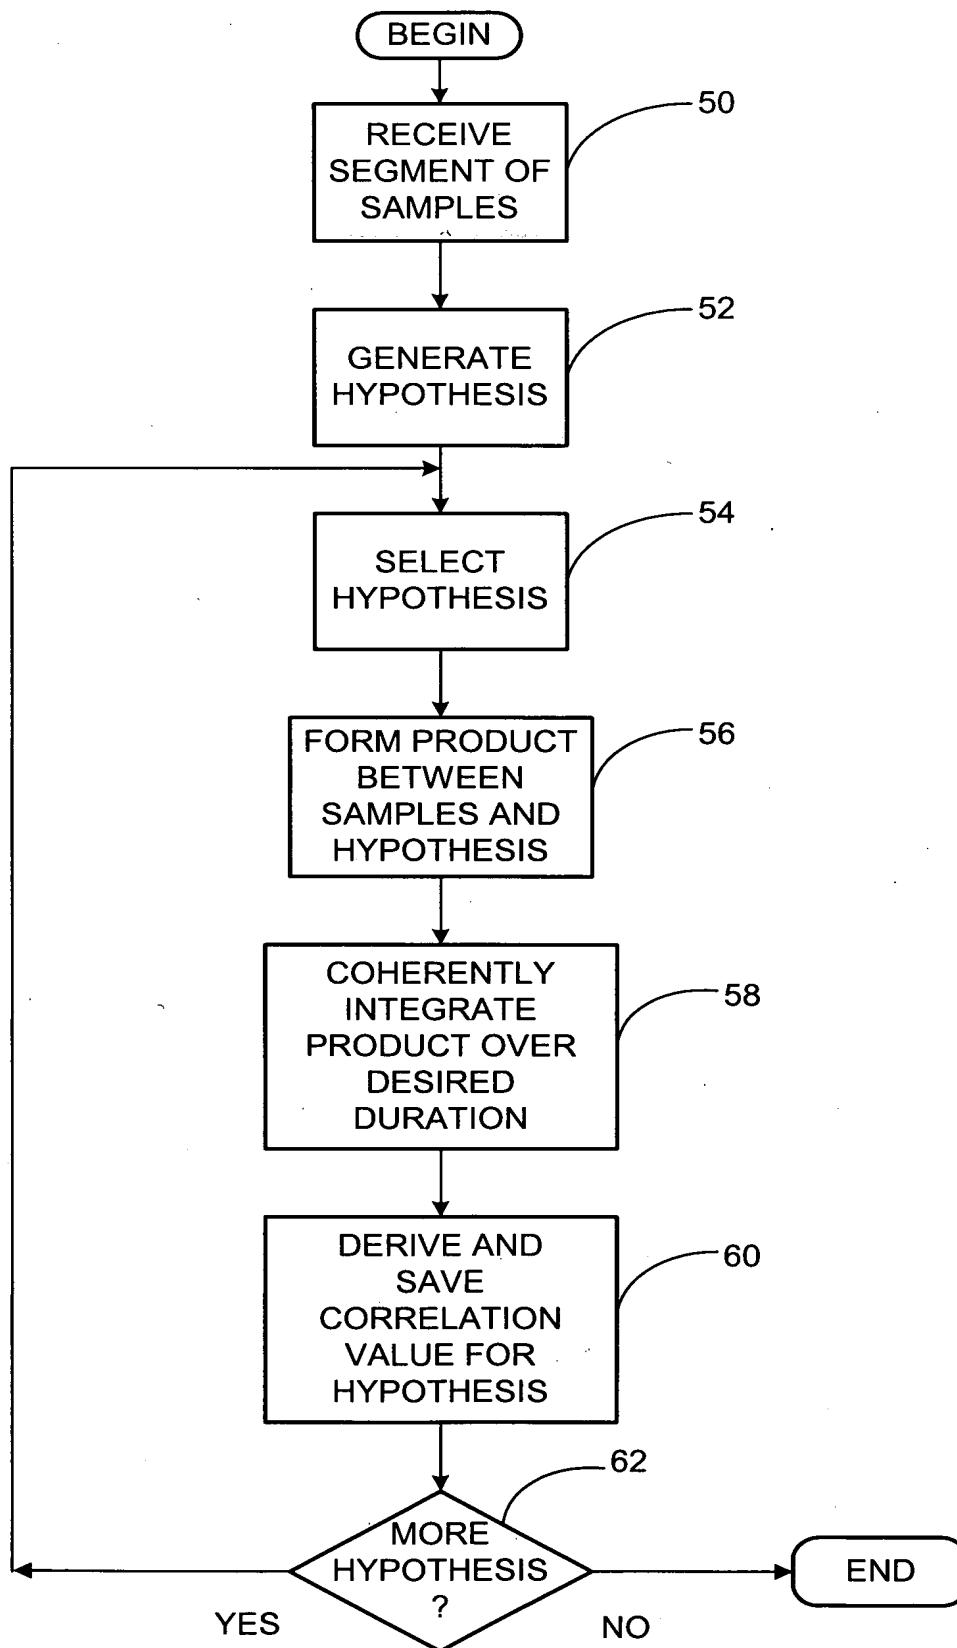 BEGIN
50
RECEIVE
SEGMENT OF
SAMPLES
52
GENERATE
HYPOTHESIS
54
SELECT
HYPOTHESIS
56
FORM PRODUCT
BETWEEN
SAMPLES AND
HYPOTHESIS
58
COHERENTLY
INTEGRATE
PRODUCT OVER
DESIRED
DURATION
60
DERIVE AND
SAVE
CORRELATION
VALUE FOR
HYPOTHESIS
62
MORE
HYPOTHESIS
?
END
YES
NO